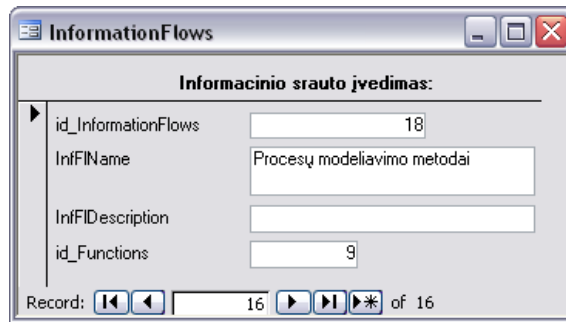 InformationFlows
Informacinio srauto įvedimas:
id_InformationFlows 18
InfFlName Procesų modeliavimo metodai
InfFlDescription
id_Functions 9
Record: 16 of 16